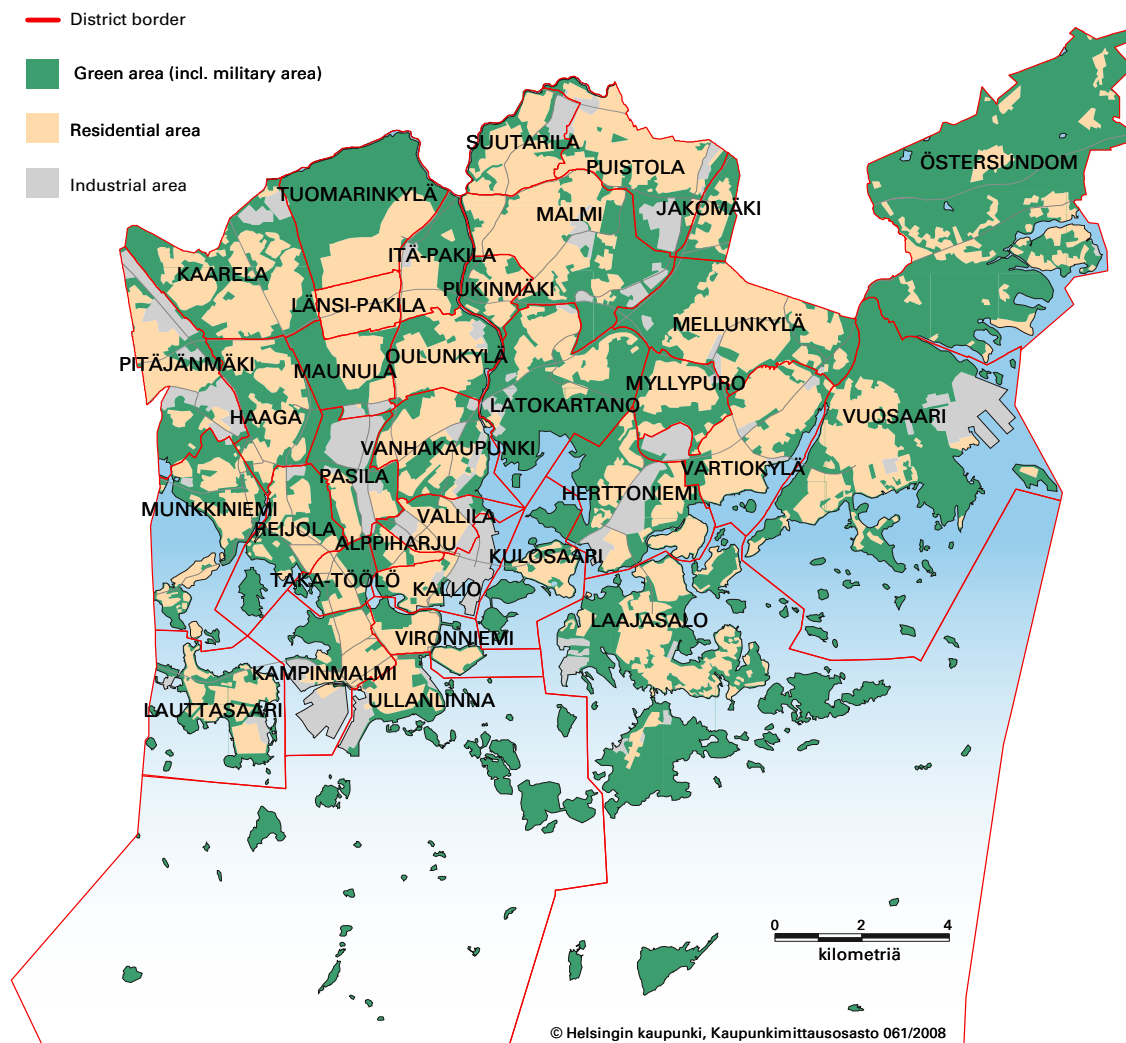 District border
Green area (incl. military area)
Residential area
Industrial area
SUUTARILA
PUISTOLA
ÖSTERSUNDOM
TUOMARINKYLÄ
MALMI
JAKOMÄKI
ITÄ-PAKILA
KAARELA
PUKINMÄKI
LÄNSI-PAKILA
MELLUNKYLÄ
PITÄJÄNMÄKI
MAUNULA
OULUNKYLÄ
MYLLYPURO
LATOKARTANO
HAAGA
VUOSAARI
VANHAKAUPUNKI
PASILA
VARTIOKYLÄ
HERTTONIEMI
MUNKKINIEMI
VALLILA
REIJOLA
ALPPIHARJU
KULOSAARI
TAKA-TÖÖLÖ
KALLIO
LAAJASALO
VIRONNIEMI
KAMPINMALMI
ULLANLINNA
LAUTTASAARI
0 2 4
kilometriä
© Helsingin kaupunki, Kaupunkimittausosasto 061/2008